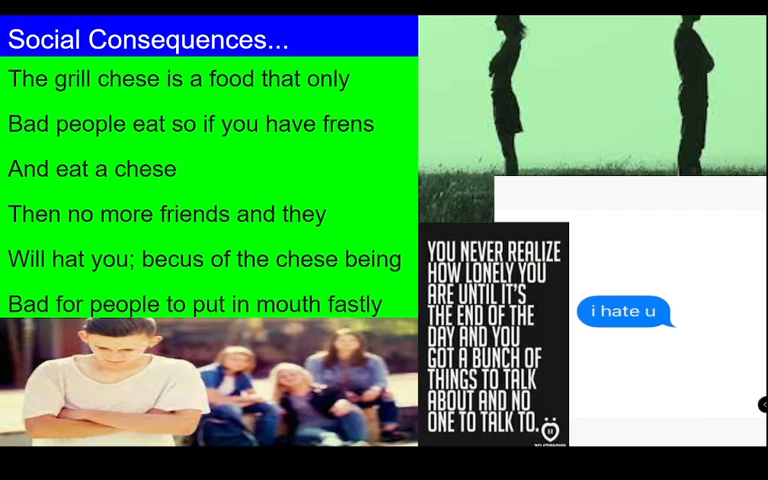 Social Consequences...
The grill chese is a food that only
Bad people eat so if you have frens
And eat a chese
Then no more friends and they
Will hat you; becus of the chese being
Bad for people to put in mouth fastly
YOU NEVER REALIZE
HOW LONELY YOU
ARE UNTIL IT'S
THE END OF THE
DAY AND YOU
GOT A BUNCH OF
THINGS TO TALK
ABOUT AND NO
ONE TO TALK TO.
i hate u